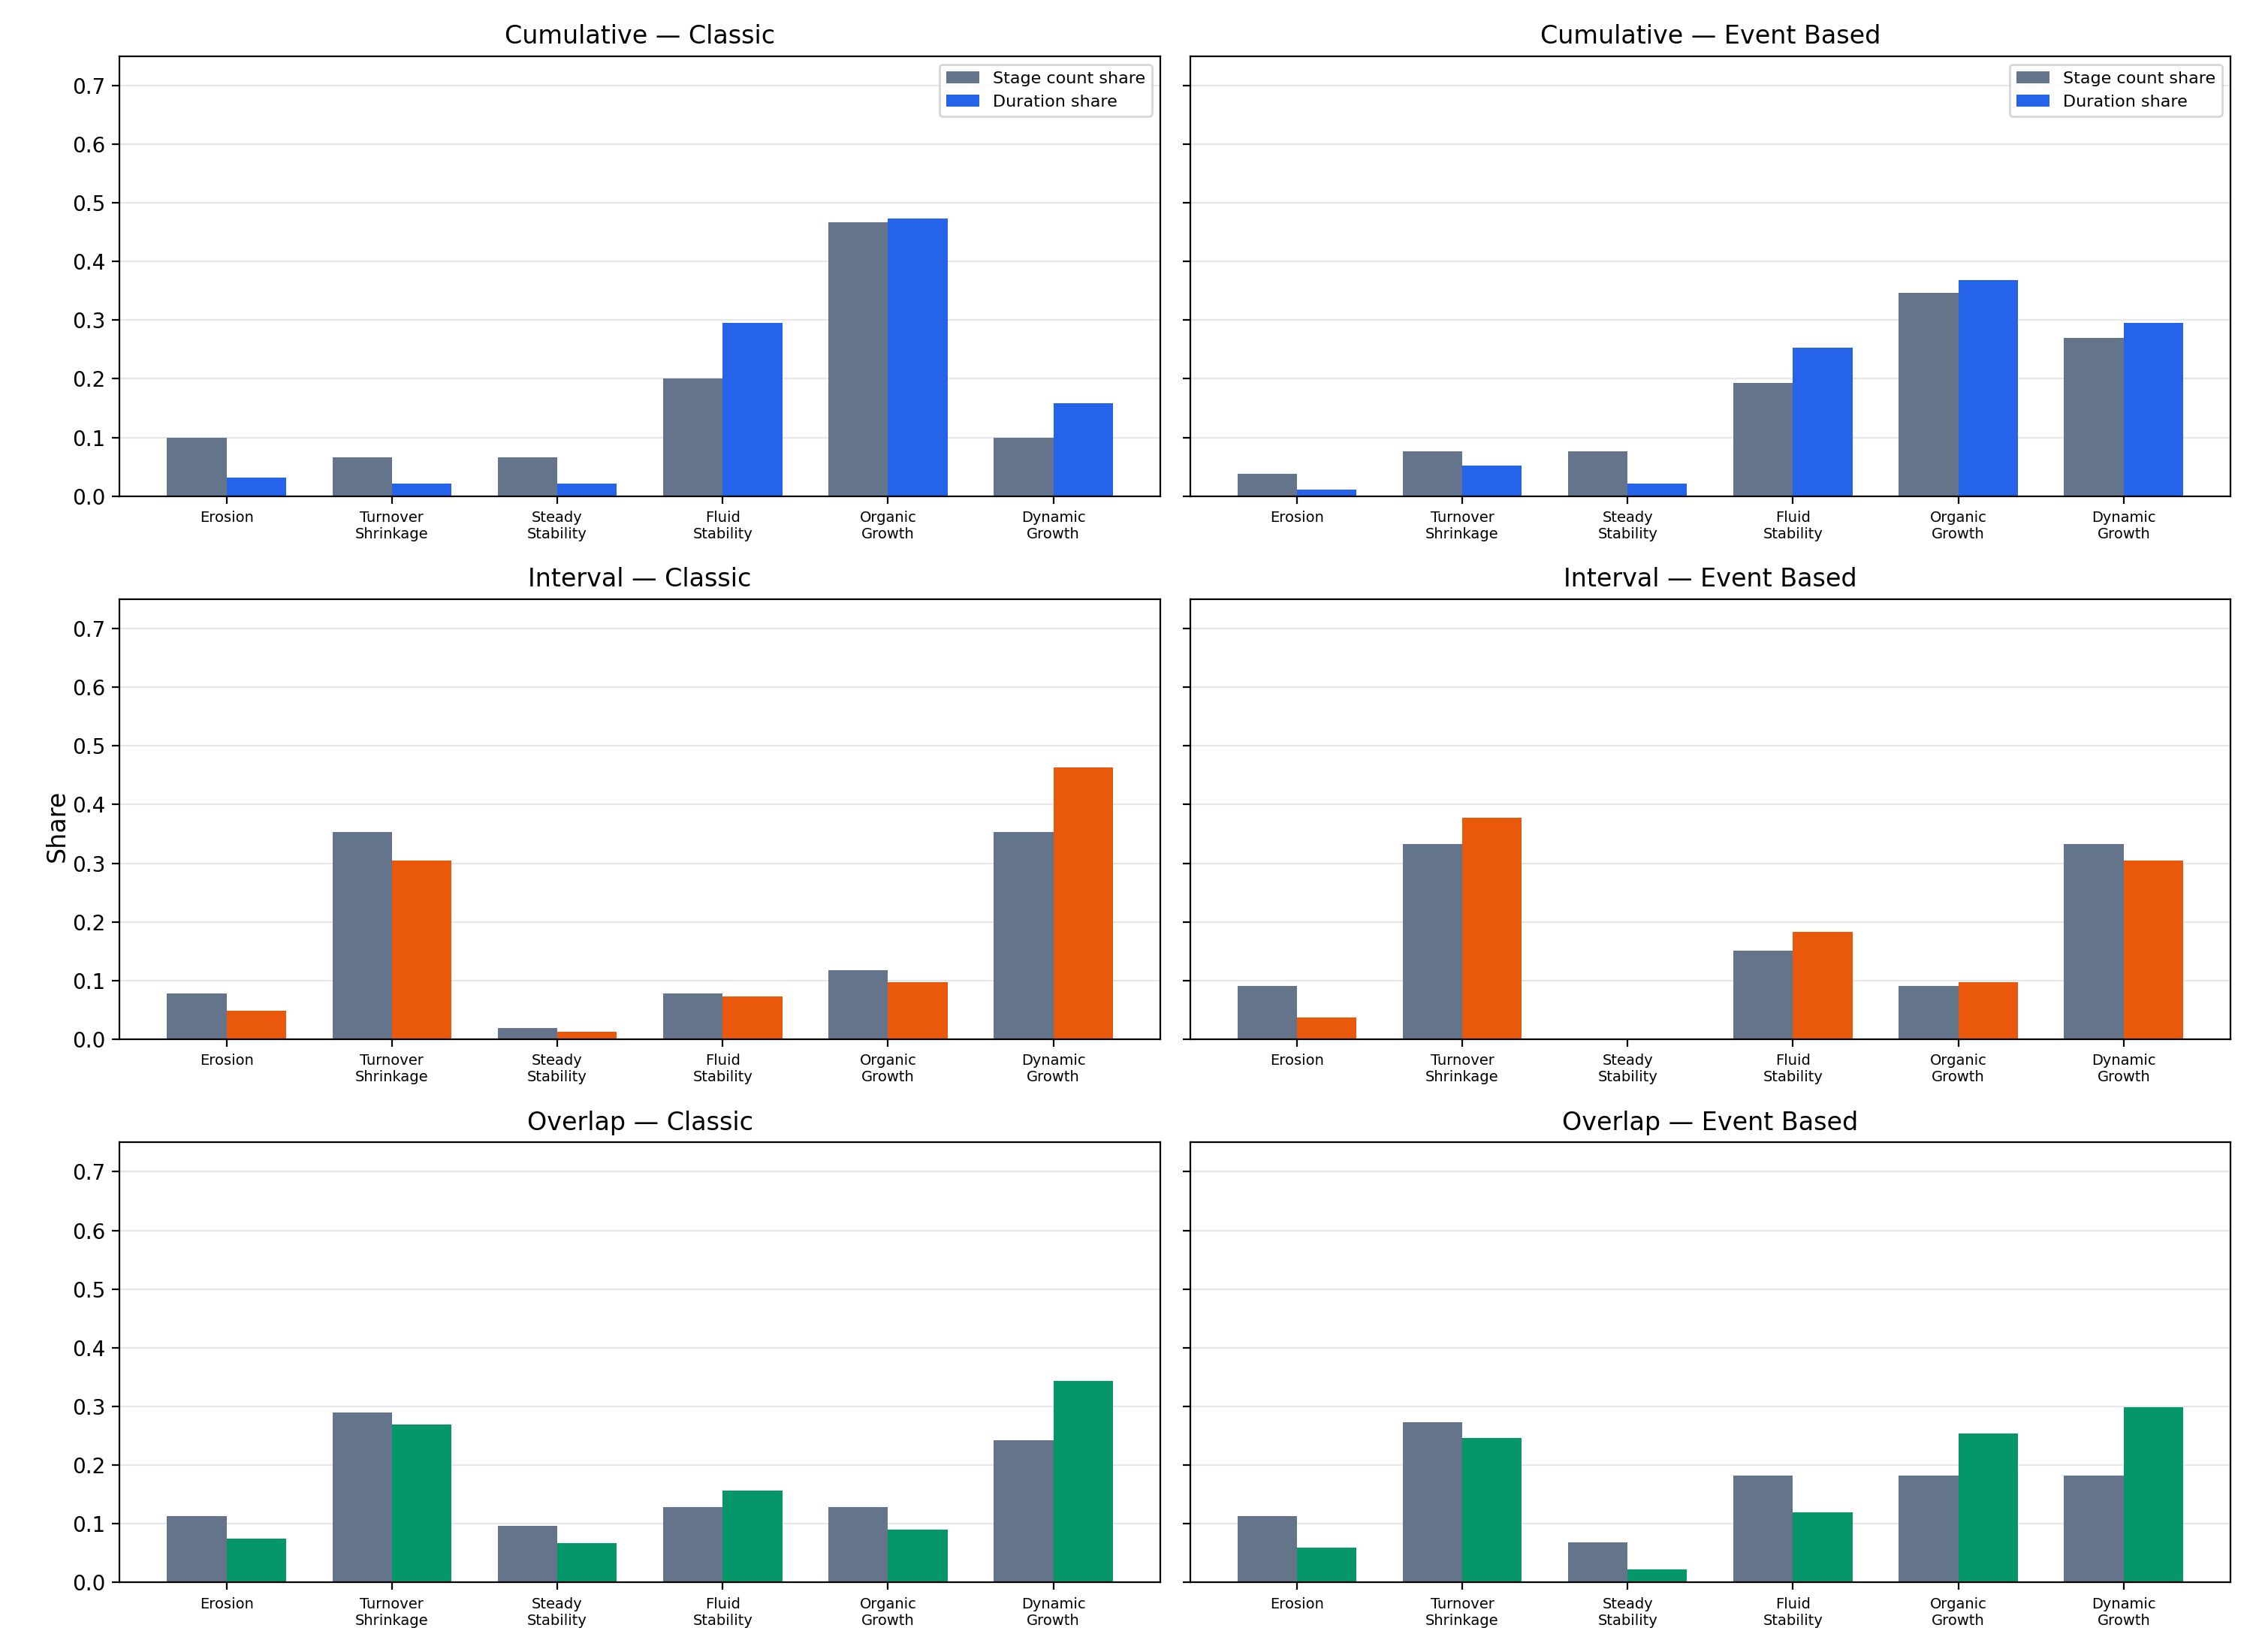 Cumulative — Classic
Stage count share
Duration share
0.7
0.6
0.5
0.4
0.3
0.2
0.1
0.0
Erosion
Turnover
Shrinkage
Steady
Stability
Fluid
Stability
Organic
Growth
Dynamic
Growth
Cumulative — Event Based
Stage count share
Duration share
Erosion
Turnover
Shrinkage
Steady
Stability
Fluid
Stability
Organic
Growth
Dynamic
Growth
Share
Interval — Classic
0.7
0.6
0.5
0.4
0.3
0.2
0.1
0.0
Erosion
Turnover
Shrinkage
Steady
Stability
Fluid
Stability
Organic
Growth
Dynamic
Growth
Interval — Event Based
Erosion
Turnover
Shrinkage
Steady
Stability
Fluid
Stability
Organic
Growth
Dynamic
Growth
Overlap — Classic
0.7
0.6
0.5
0.4
0.3
0.2
0.1
0.0
Erosion
Turnover
Shrinkage
Steady
Stability
Fluid
Stability
Organic
Growth
Dynamic
Growth
Overlap — Event Based
Erosion
Turnover
Shrinkage
Steady
Stability
Fluid
Stability
Organic
Growth
Dynamic
Growth